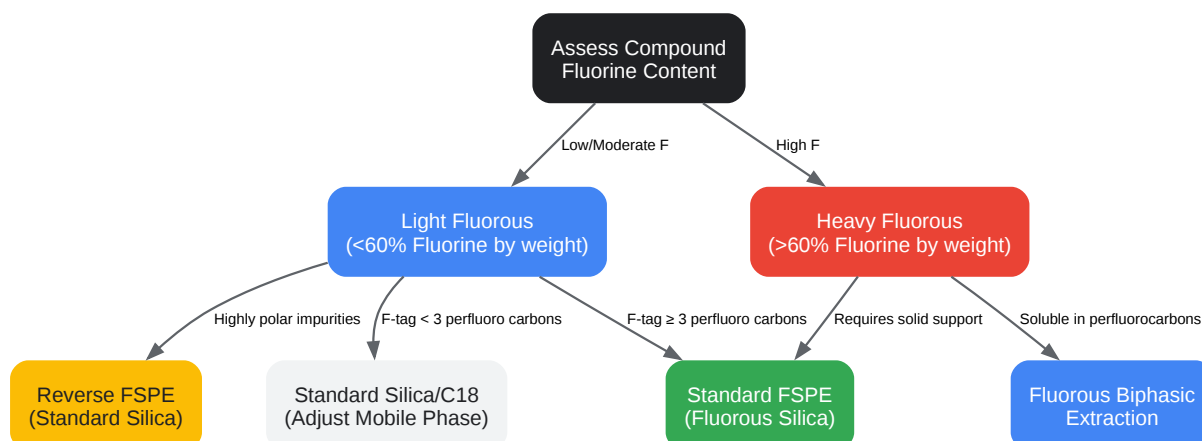 Assess Compound
Fluorine Content
Low/Moderate F
High F
Light Fluorous
(<60% Fluorine by weight)
Heavy Fluorous
(>60% Fluorine by weight)
Highly polar impurities
F-tag < 3 perfluoro carbons
F-tag ≥ 3 perfluoro carbons
Requires solid support
Soluble in perfluorocarbons
Reverse FSPE
(Standard Silica)
Standard Silica/C18
(Adjust Mobile Phase)
Standard FSPE
(Fluorous Silica)
Fluorous Biphasic
Extraction